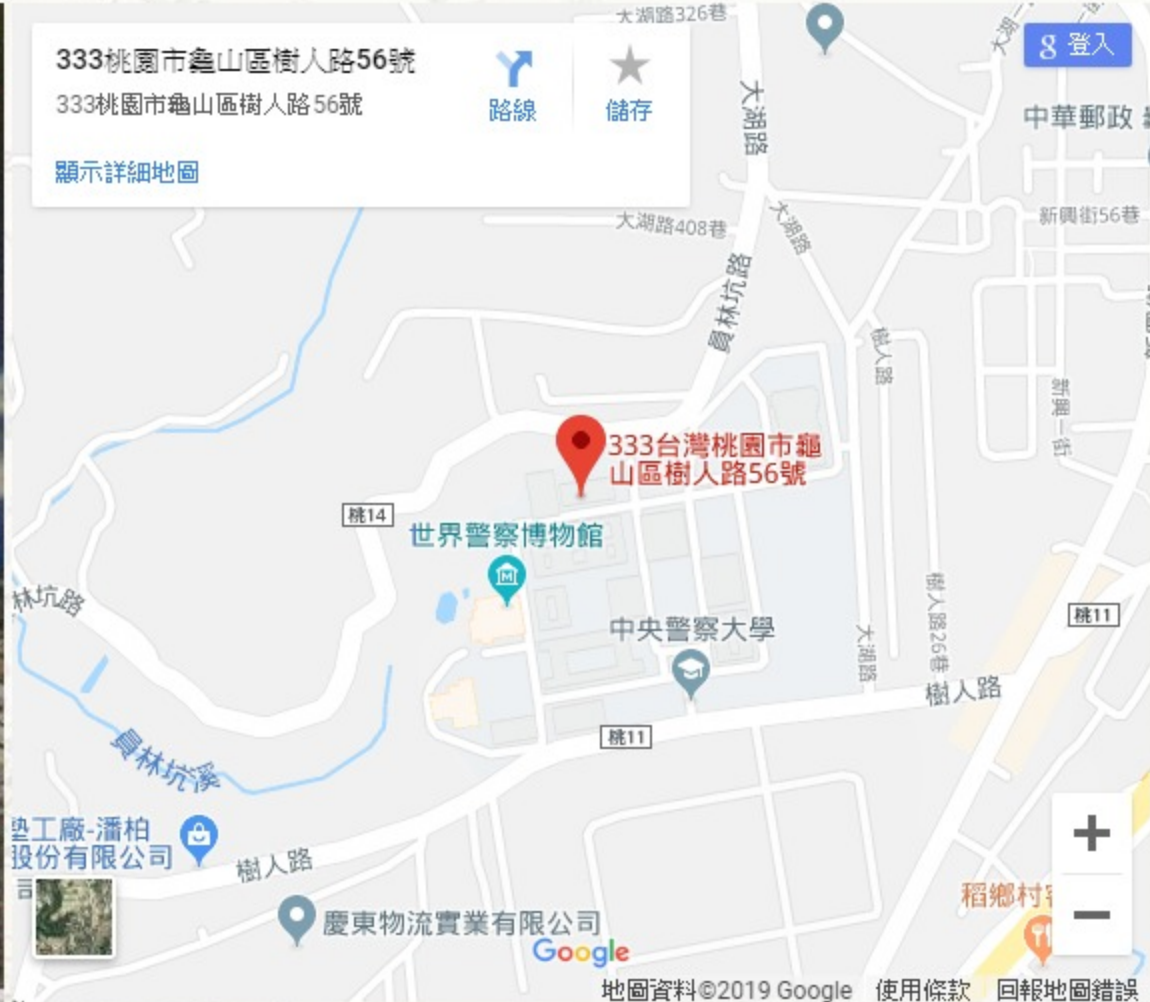 大湖路326巷
333桃園市龜山區樹人路56號
333桃園市龜山區樹人路56號
路線
儲存
顯示詳細地圖
g 登入
大湖一
大湖路
中華郵政
大湖路408巷
大湖路
新興街56巷
員林坑路
樹人路
新興一街
333台灣桃園市龜
山區樹人路56號
桃14
世界警察博物館
林坑路
中央警察大學
樹人路26巷
大湖路
桃11
樹人路
桃11
員林坑溪
墊工廠-潘柏
股份有限公司
樹人路
慶東物流實業有限公司
稻鄉村
Google
地圖資料©2019 Google 使用條款 回報地圖錯誤